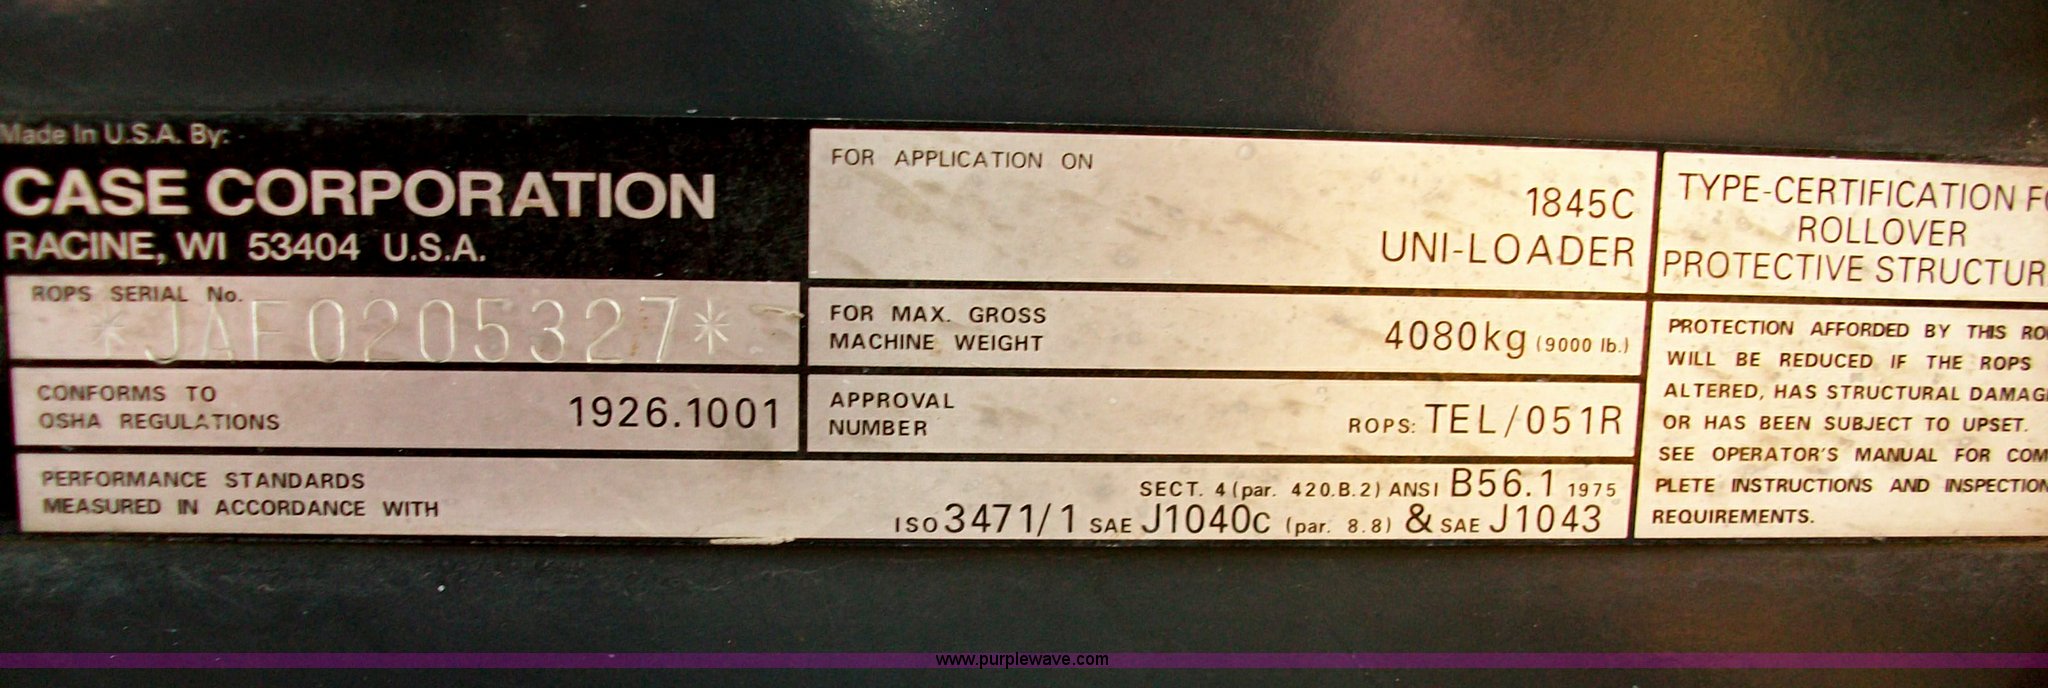 Made In U.S.A. By:
CASE CORPORATION
RACINE, WI 53404 U.S.A.
ROPS SERIAL No.
*JAF0205327*
CONFORMS TO
OSHA REGULATIONS
1926.1001
PERFORMANCE STANDARDS
MEASURED IN ACCORDANCE WITH
SECT. 4 (par. 420.B.2) ANSI B56.1 1975
ISO 3471/1 SAE J1040c (par. 8.8) & SAE J1043
FOR APPLICATION ON
1845C
UNI-LOADER
FOR MAX. GROSS
MACHINE WEIGHT
4080kg (9000 lb.)
APPROVAL
NUMBER
ROPS: TEL/051R
TYPE-CERTIFICATION FO
ROLLOVER
PROTECTIVE STRUCTUR
PROTECTION AFFORDED BY THIS RO
WILL BE REDUCED IF THE ROPS
ALTERED, HAS STRUCTURAL DAMAG
OR HAS BEEN SUBJECT TO UPSET.
SEE OPERATOR'S MANUAL FOR COM
PLETE INSTRUCTIONS AND INSPECTION
REQUIREMENTS.
www.purplewave.com